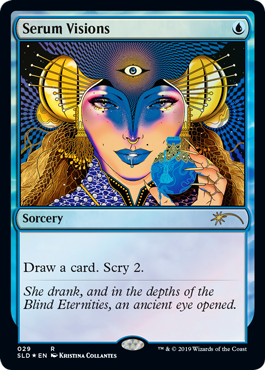 Serum Visions
Sorcery
Draw a card. Scry 2.
She drank, and in the depths of the
Blind Eternities, an ancient eye opened.
029 R
SLD ★ EN Kristina Collantes
™ & © 2019 Wizards of the Coast